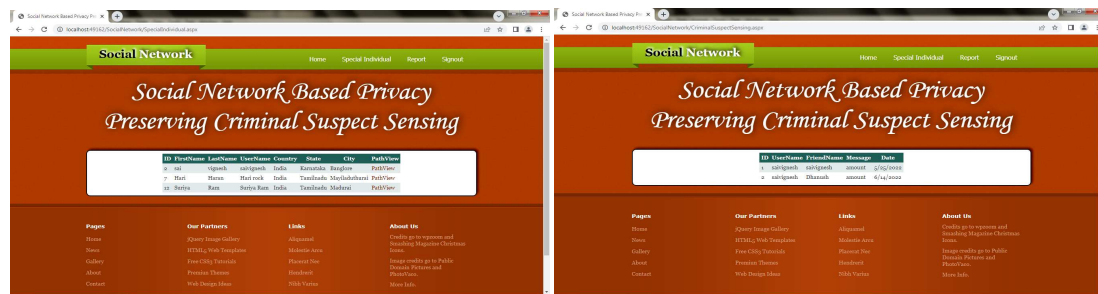 Social Network Based Privacy Pre
localhost:49162/SocialNetwork/SpecialIndividual.aspx
Social Network
Home Special Individual Report Signout
Social Network Based Privacy
Preserving Criminal Suspect Sensing
ID FirstName LastName UserName Country State City PathView
9 sai vignesh saivignesh India Karnataka Banglore PathView
7 Hari Haran Hari rock India Tamilnadu Mayiladuthurai PathView
12 Suriya Ram Suriya Ram India Tamilnadu Madurai PathView
Pages Our Partners Links About Us
Home JQuery Image Gallery Aliquamel Credits go to wpzoom and
Smashing Magazine Christmas
News HTML5 Web Templates Molestie Arcu Icons.
Gallery Free CSS3 Tutorials Placerat Nec Image credits go to Public
Domain Pictures and
About Premium Themes Hendrerit PhotoVaco.
Contact Web Design Ideas Nibh Varius More Info.
Social Network Based Privacy Pre
localhost:49162/SocialNetwork/CriminalSuspectSensing.aspx
Social Network
Home Special Individual Report Signout
Social Network Based Privacy
Preserving Criminal Suspect Sensing
ID UserName FriendName Message Date
1 saivignesh saivignesh amount 5/25/2022
2 saivignesh Dhanush amount 6/14/2022
Pages Our Partners Links About Us
Home JQuery Image Gallery Aliquamel Credits go to wpzoom and
Smashing Magazine Christmas
News HTML5 Web Templates Molestie Arcu Icons.
Gallery Free CSS3 Tutorials Placerat Nec Image credits go to Public
Domain Pictures and
About Premium Themes Hendrerit PhotoVaco.
Contact Web Design Ideas Nibh Varius More Info.